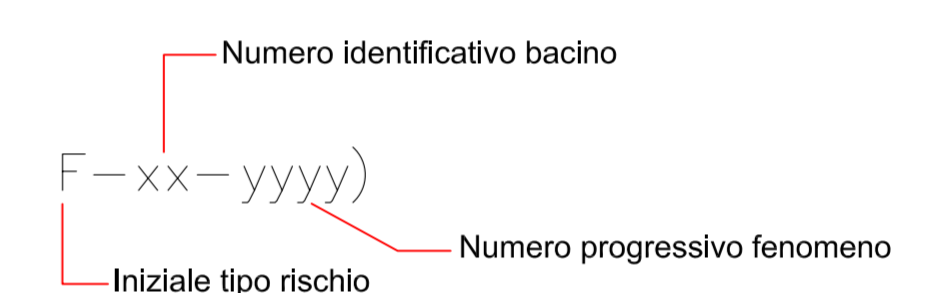 Numero identificativo bacino
F-xx-yyyy)
Numero progressivo fenomeno
Iniziale tipo rischio